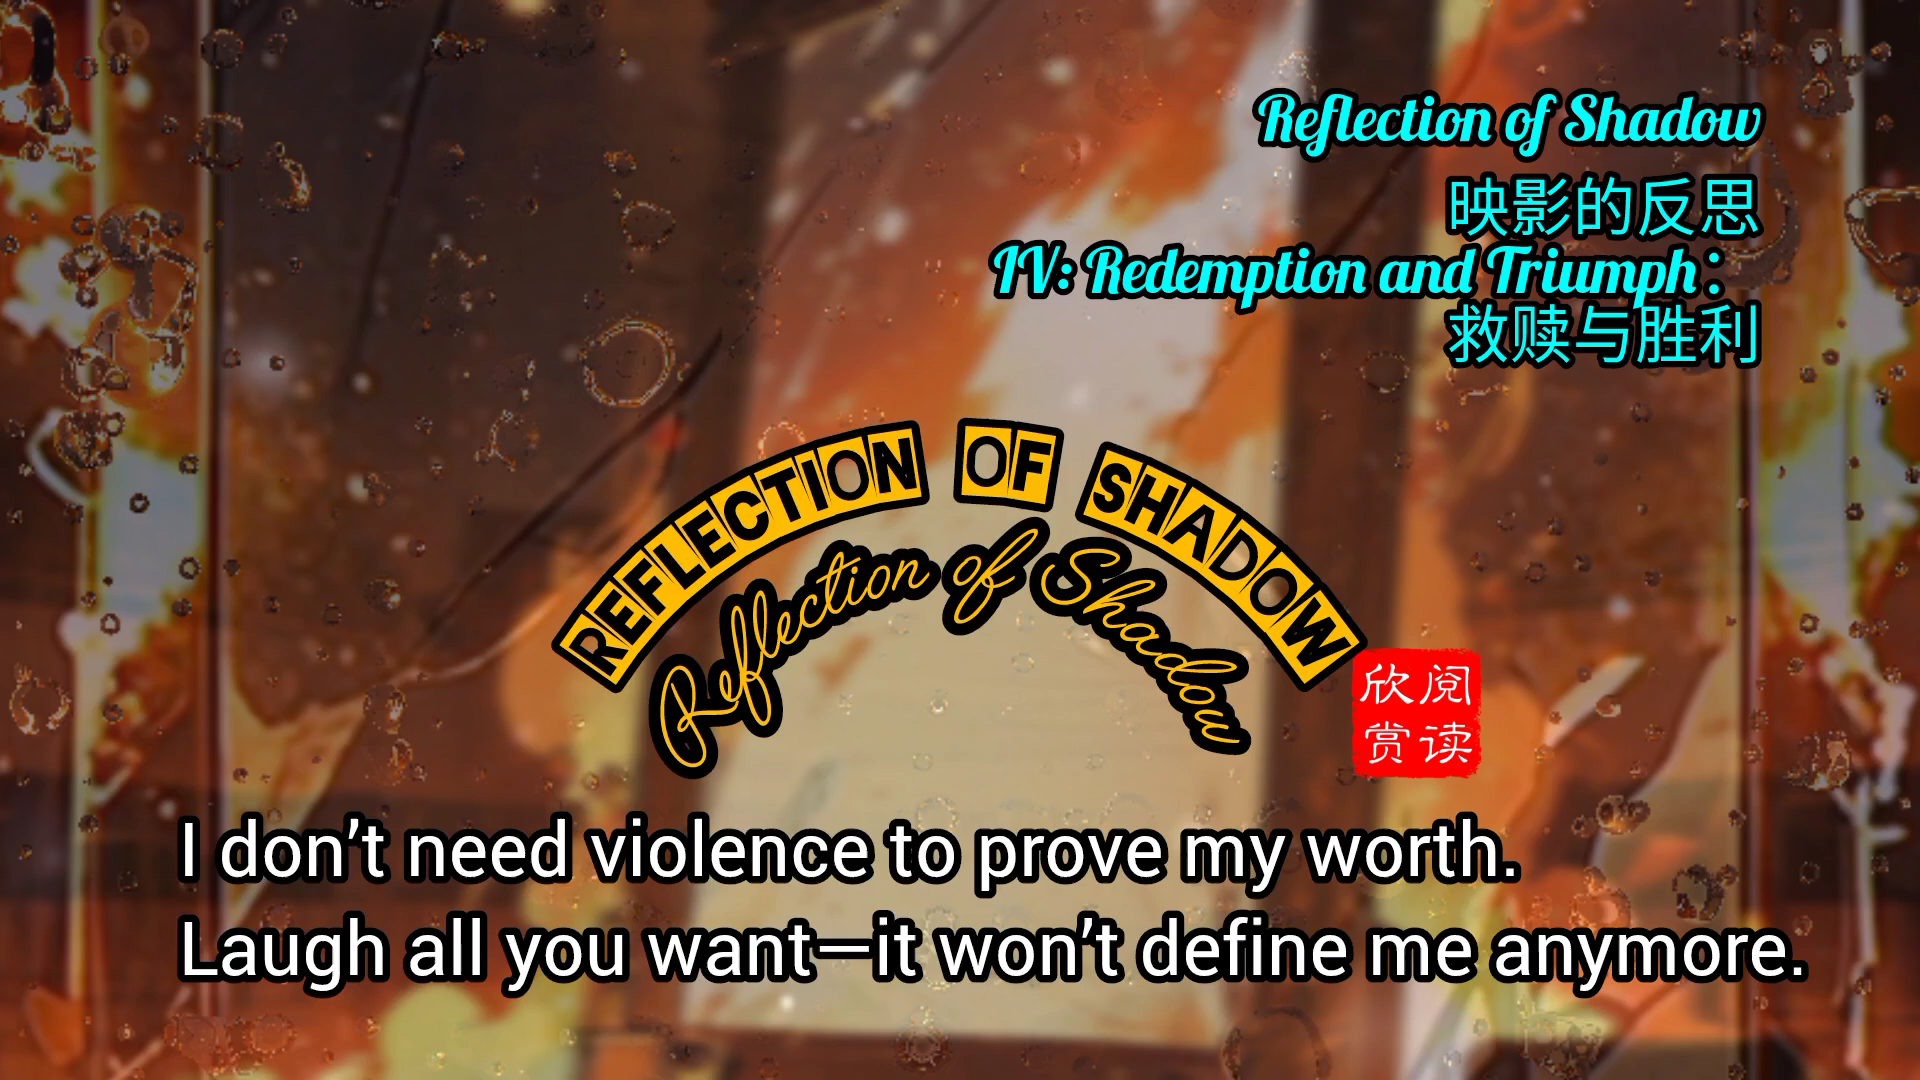 Reflection of Shadow
映影的反思
IV: Redemption and Triumph：
救赎与胜利
REFLECTION OF SHADOW
Reflection of Shadow
欣阅
赏读
I don’t need violence to prove my worth.
Laugh all you want—it won’t define me anymore.